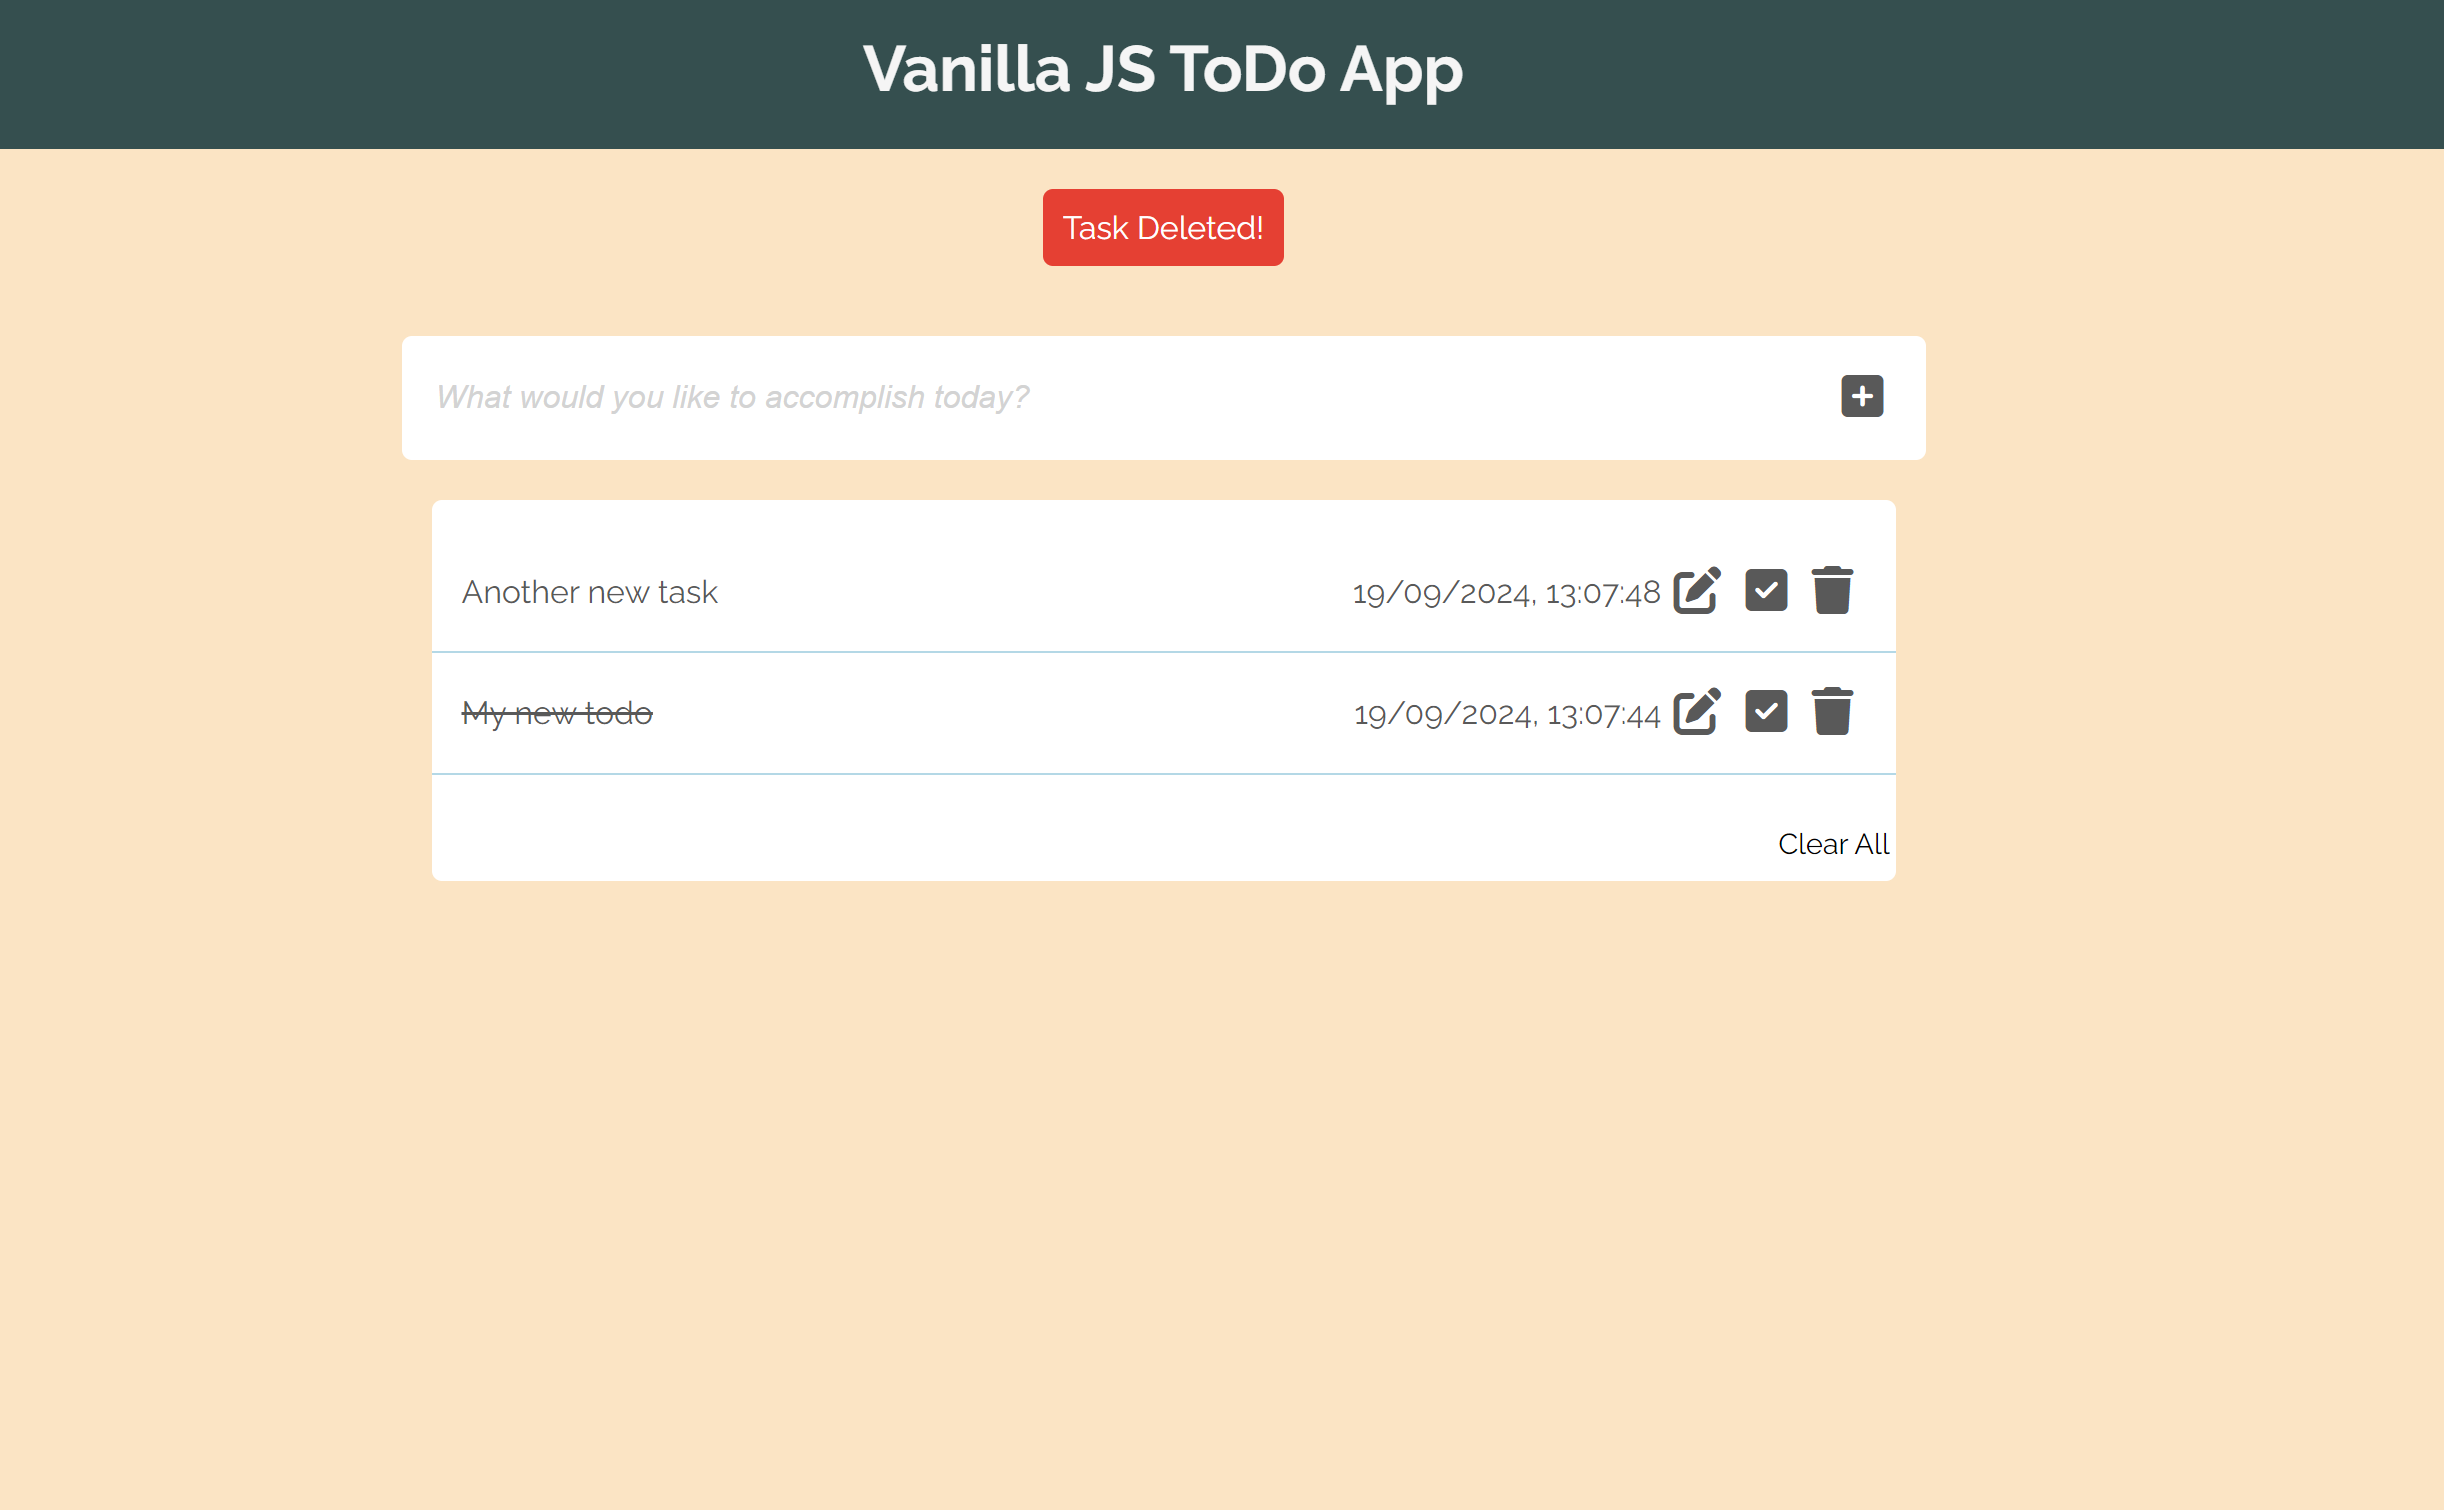 Vanilla JS ToDo App
Task Deleted!
What would you like to accomplish today?
Another new task 19/09/2024, 13:07:48
My new todo 19/09/2024, 13:07:44
Clear All